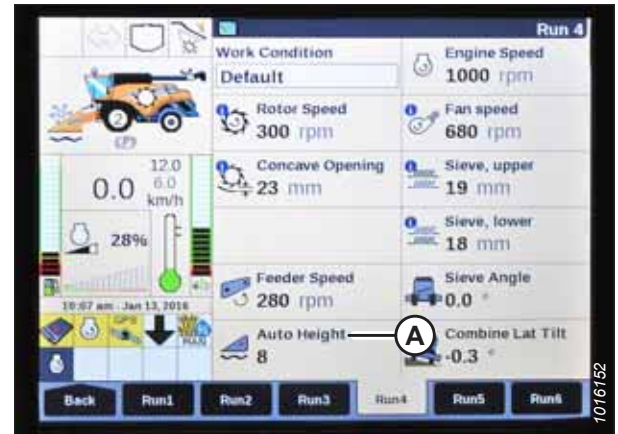 Run 4
Work Condition
Default
Engine Speed
1000 rpm
Rotor Speed
300 rpm
Fan speed
680 rpm
Concave Opening
23 mm
Sieve, upper
19 mm
Sieve, lower
18 mm
Feeder Speed
280 rpm
Sieve Angle
0.0 °
Auto Height
A
8
Combine Lat Tilt
-0.3 °
2
(P)
12.0
0.0
6.0
km/h
28%
10:07 am Jan 13, 2016
GPS
MAN
Back
Run1
Run2
Run3
Run4
Run5
Run6
1016152